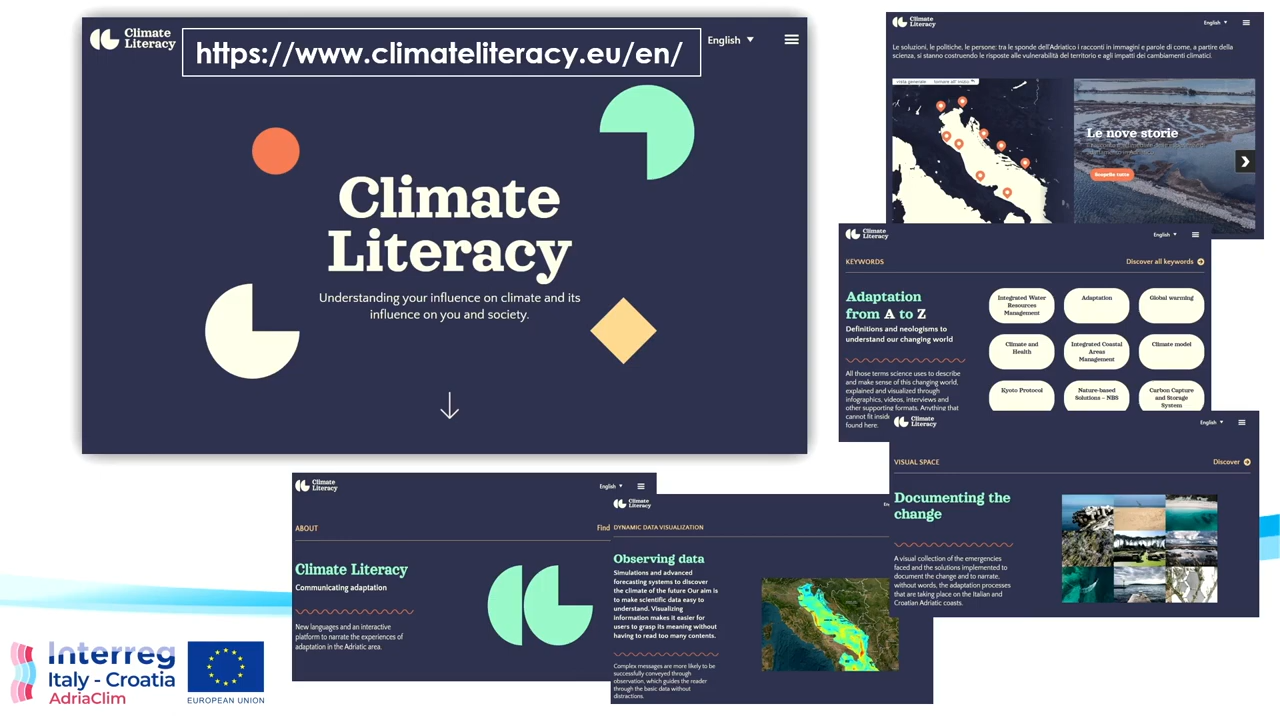 Climate
Literacy
https://www.climateliteracy.eu/en/
English
Climate
Literacy
Understanding your influence on climate and its
influence on you and society.
Climate
Literacy
English
Le soluzioni, le politiche, le persone: tra le sponde dell'Adriatico i racconti in immagini e parole di come, a partire della
scienza, si stanno costruendo le risposte alle vulnerabilità del territorio e agli impatti dei cambiamenti climatici.
vista generale
tornare all'inizio
Le nove storie
Scoprile tutte
Climate
Literacy
English
KEYWORDS
Discover all keywords
Adaptation
from A to Z
Definitions and neologisms to
understand our changing world
All those terms science uses to describe
and make sense of this changing world,
explained and visualized through
infographics, videos, interviews and
other supporting formats. Anything that
cannot fit
found here.
Integrated Water
Resources
Management
Adaptation
Global warming
Climate and
Health
Integrated Coastal
Areas
Management
Climate model
Kyoto Protocol
Nature-based
Solutions – NBS
Carbon Capture
and Storage
System
Climate
Literacy
English
VISUAL SPACE
Discover
Documenting the
change
A visual collection of the emergencies
faced and the solutions implemented to
document the change and to narrate,
without words, the adaptation processes
that are taking place on the Italian and
Croatian Adriatic coasts.
Climate
Literacy
English
ABOUT
Find
Climate Literacy
Communicating adaptation
New languages and an interactive
platform to narrate the experiences of
adaptation in the Adriatic area.
Climate
Literacy
En
DYNAMIC DATA VISUALIZATION
Observing data
Simulations and advanced
forecasting systems to discover
the climate of the future Our aim is
to make scientific data easy to
understand. Visualizing
information makes it easier for
users to grasp its meaning without
having to read too many contents.
Complex messages are more likely to be
successfully conveyed through
observation, which guides the reader
through the basic data without
distractions.
Interreg
Italy - Croatia
AdriaClim
EUROPEAN UNION